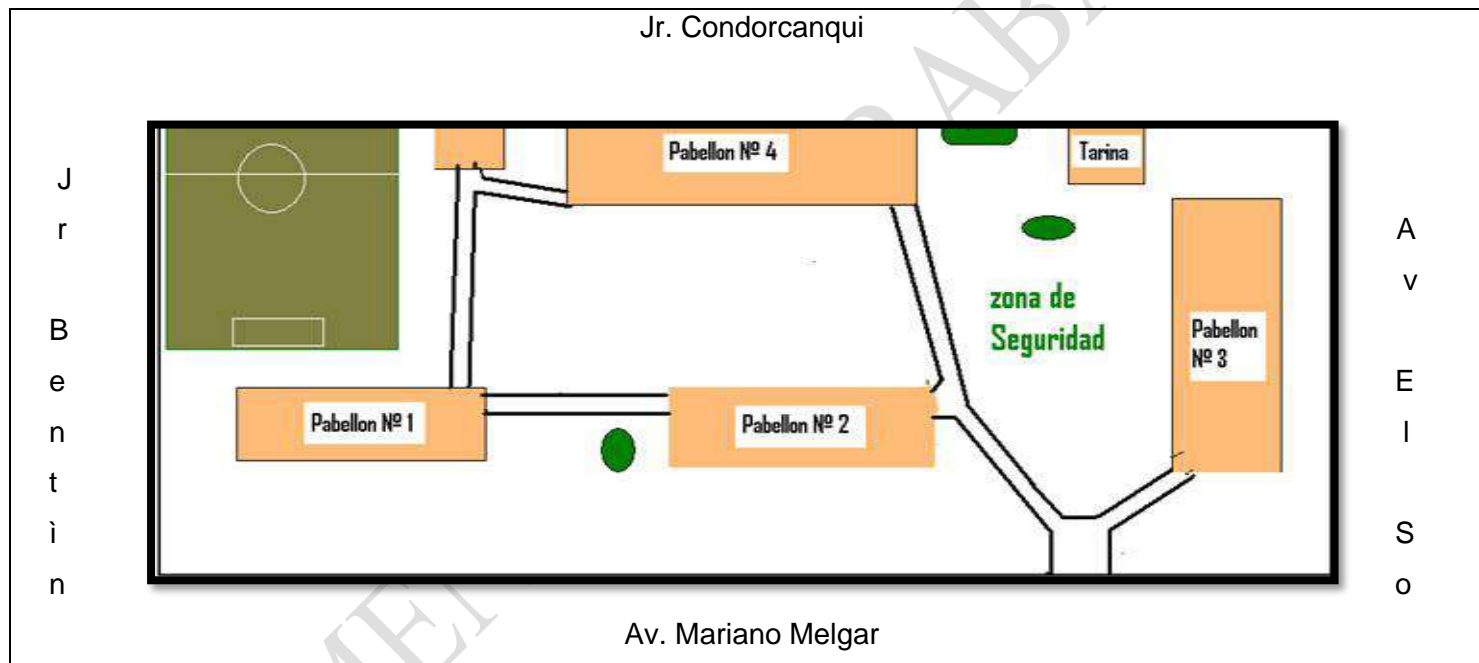 Jr. Condorcanqui
Pabellon Nº 4
Tarina
Jr Bentìn
zona de
Seguridad
Pabellon
Nº 3
Av El So
Pabellon Nº 1
Pabellon Nº 2
Av. Mariano Melgar